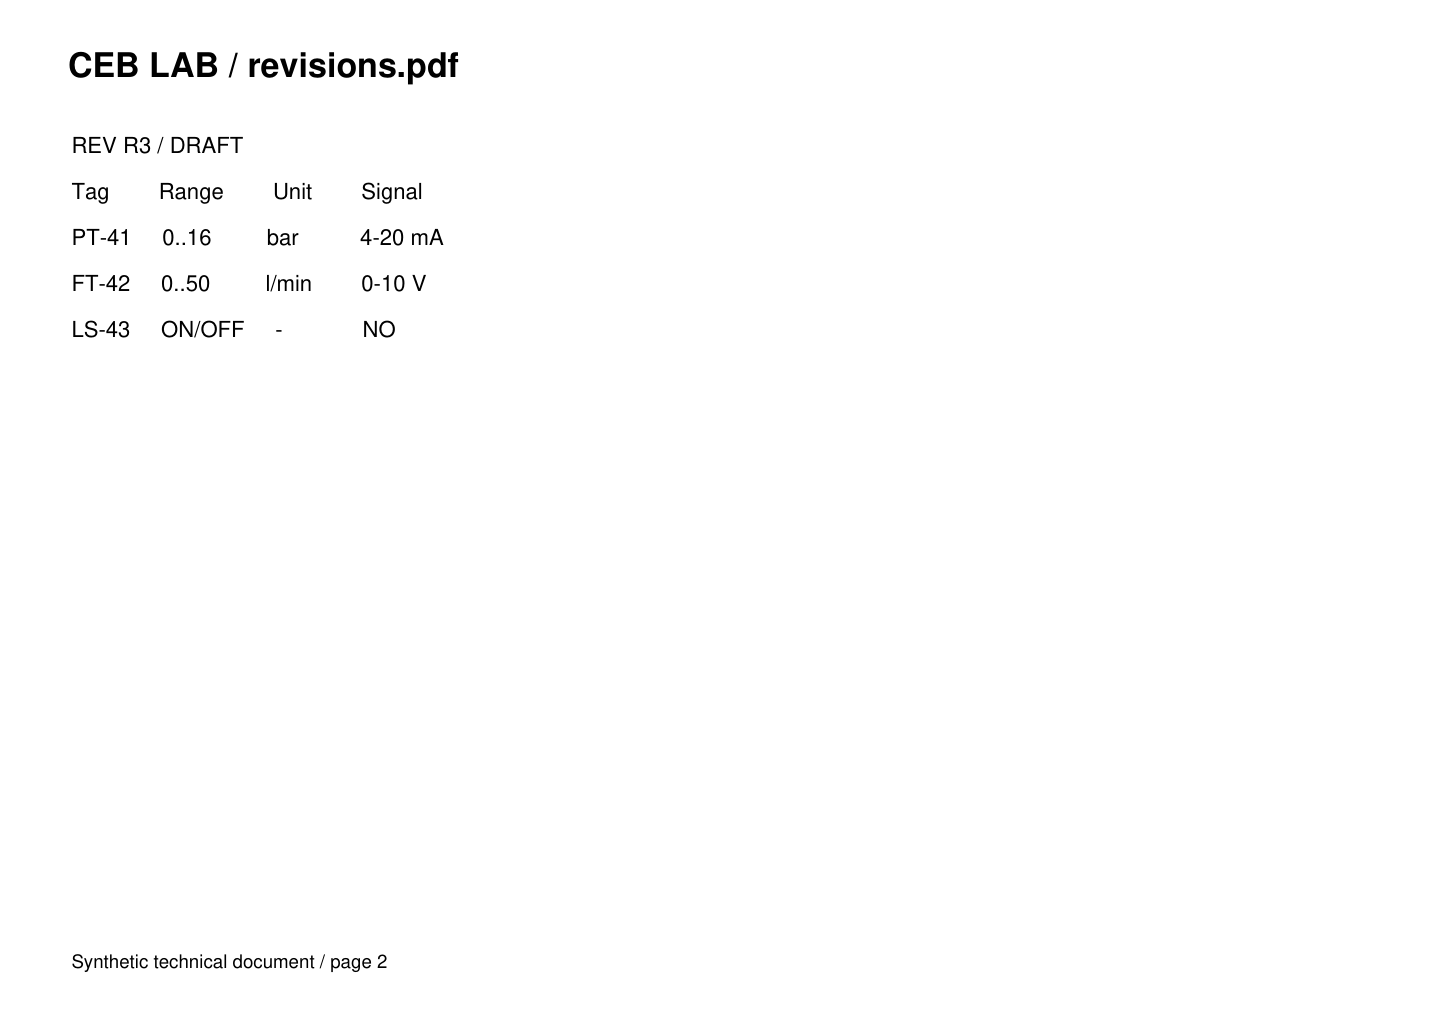 CEB LAB / revisions.pdf
REV R3 / DRAFT
Tag Range Unit Signal
PT-41 0..16 bar 4-20 mA
FT-42 0..50 l/min 0-10 V
LS-43 ON/OFF - NO
Synthetic technical document / page 2